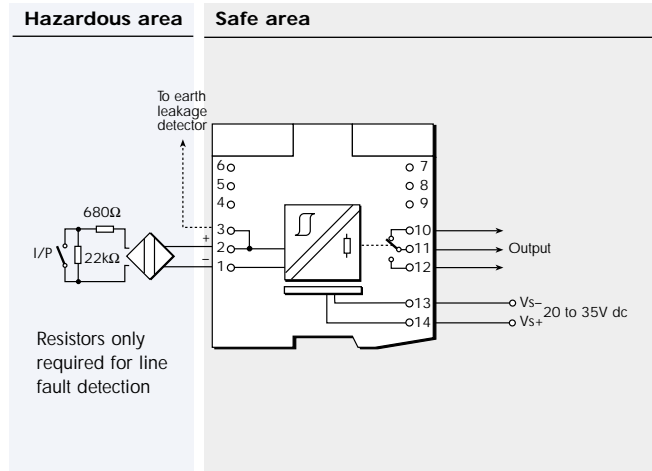 Hazardous area
Safe area
To earth
leakage
detector
6
5
4
3
2
1
7
8
9
10
11
12
13
14
680Ω
I/P
22kΩ
+
–
Output
Vs–
Vs+
20 to 35V dc
Resistors only
required for line
fault detection